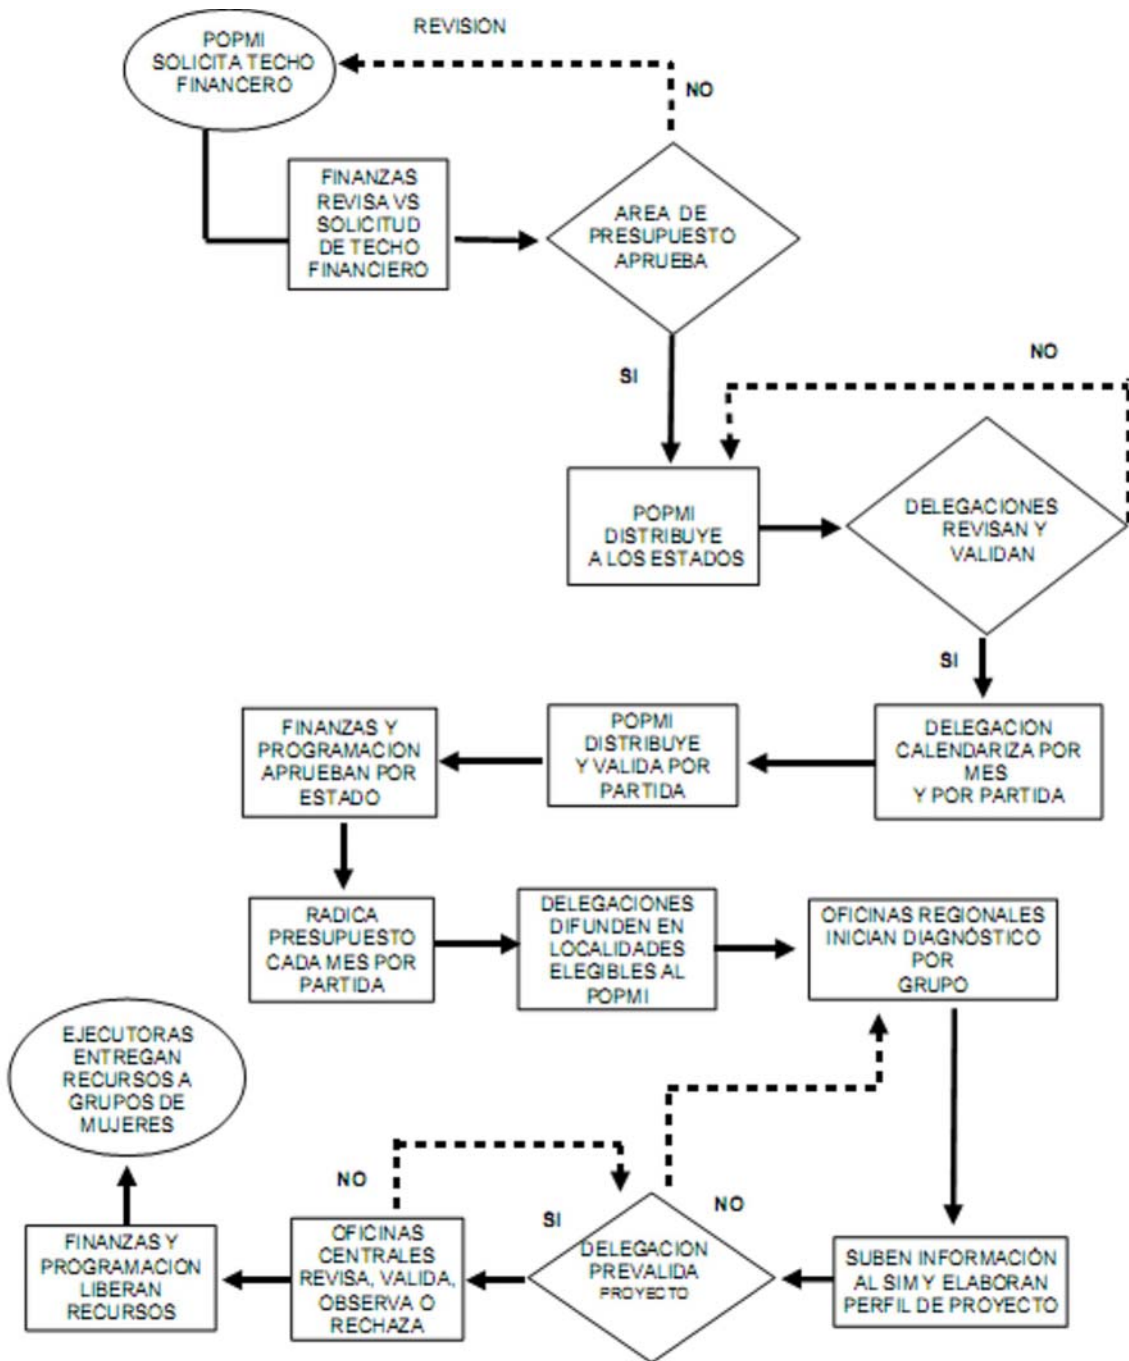 POPMI
SOLICITA TECHO
FINANCERO
REVISION
NO
FINANZAS
REVISA VS
SOLICITUD
DE TECHO
FINANCIERO
AREA DE
PRESUPUESTO
APRUEBA
SI
NO
POPMI
DISTRIBUYE
A LOS ESTADOS
DELEGACIONES
REVISAN Y
VALIDAN
SI
DELEGACION
CALENDARIZA POR
MES
Y POR PARTIDA
POPMI
DISTRIBUYE
Y VALIDA POR
PARTIDA
FINANZAS Y
PROGRAMACION
APRUEBAN POR
ESTADO
RADICA
PRESUPUESTO
CADA MES POR
PARTIDA
DELEGACIONES
DIFUNDEN EN
LOCALIDADES
ELEGIBLES AL
POPMI
OFICINAS REGIONALES
INICIAN DIAGNÓSTICO
POR
GRUPO
SUBEN INFORMACIÓN
AL SIM Y ELABORAN
PERFIL DE PROYECTO
NO
DELEGACION
PREVALIDA
PROYECTO
SI
NO
OFICINAS
CENTRALES
REVISA, VALIDA,
OBSERVA O
RECHAZA
FINANZAS Y
PROGRAMACION
LIBERAN
RECURSOS
EJECUTORAS
ENTREGAN
RECURSOS A
GRUPOS DE
MUJERES